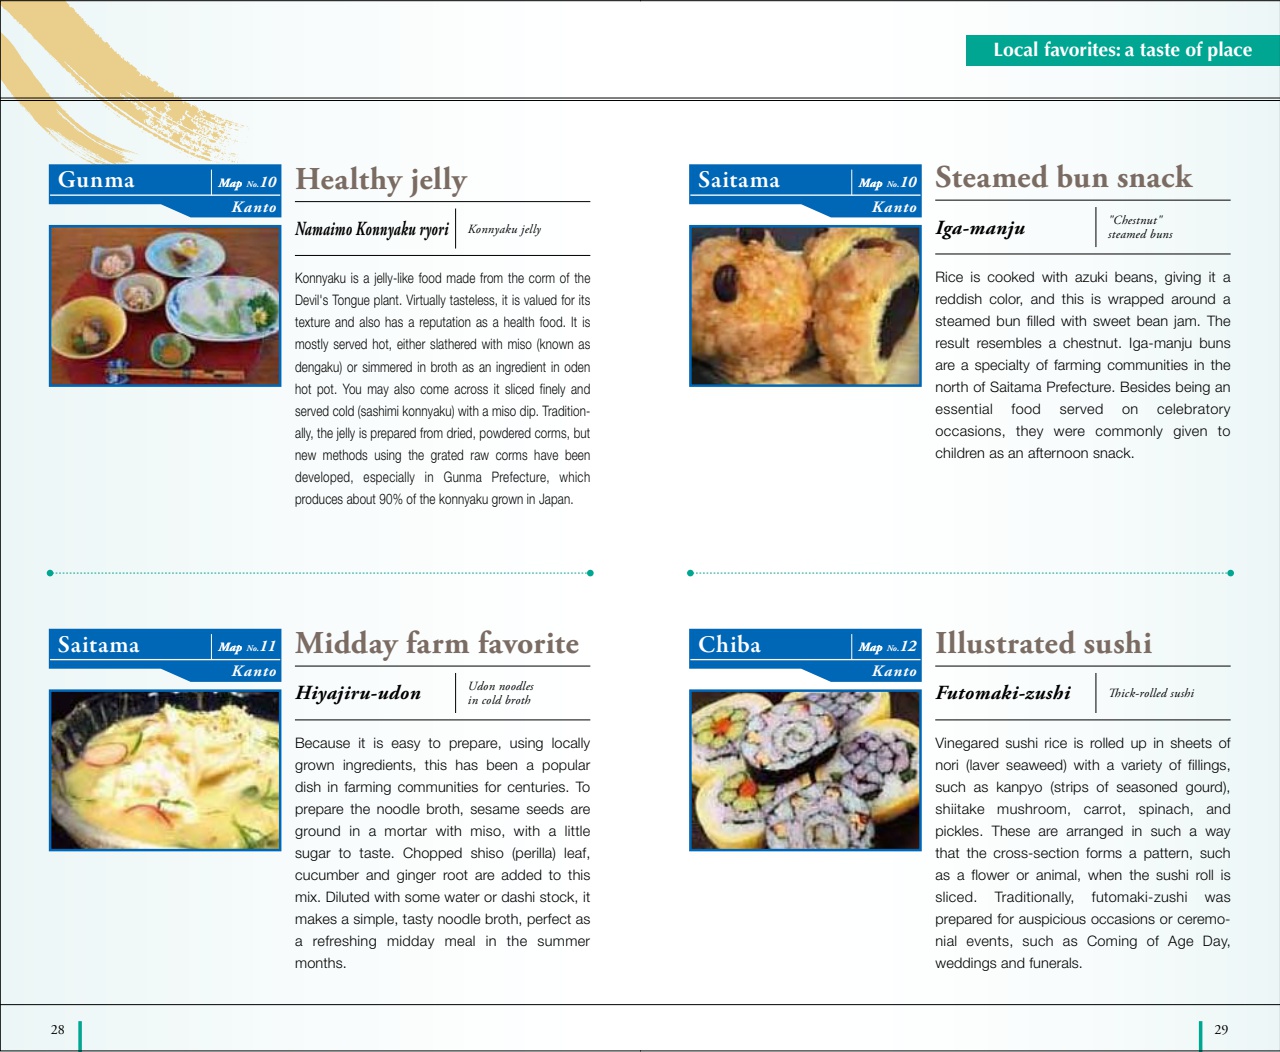 Local favorites: a taste of place
Gunma
Map No.10
Kanto
Healthy jelly
Namaimo Konnyaku ryori
Konnyaku jelly
Konnyaku is a jelly-like food made from the corm of the
Devil's Tongue plant. Virtually tasteless, it is valued for its
texture and also has a reputation as a health food. It is
mostly served hot, either slathered with miso (known as
dengaku) or simmered in broth as an ingredient in oden
hot pot. You may also come across it sliced finely and
served cold (sashimi konnyaku) with a miso dip. Tradition-
ally, the jelly is prepared from dried, powdered corms, but
new methods using the grated raw corms have been
developed, especially in Gunma Prefecture, which
produces about 90% of the konnyaku grown in Japan.
Saitama
Map No.11
Kanto
Midday farm favorite
Hiyajiru-udon
Udon noodles
in cold broth
Because it is easy to prepare, using locally
grown ingredients, this has been a popular
dish in farming communities for centuries. To
prepare the noodle broth, sesame seeds are
ground in a mortar with miso, with a little
sugar to taste. Chopped shiso (perilla) leaf,
cucumber and ginger root are added to this
mix. Diluted with some water or dashi stock, it
makes a simple, tasty noodle broth, perfect as
a refreshing midday meal in the summer
months.
28
Saitama
Map No.10
Kanto
Steamed bun snack
Iga-manju
"Chestnut"
steamed buns
Rice is cooked with azuki beans, giving it a
reddish color, and this is wrapped around a
steamed bun filled with sweet bean jam. The
result resembles a chestnut. Iga-manju buns
are a specialty of farming communities in the
north of Saitama Prefecture. Besides being an
essential food served on celebratory
occasions, they were commonly given to
children as an afternoon snack.
Chiba
Map No.12
Kanto
Illustrated sushi
Futomaki-zushi
Thick-rolled sushi
Vinegared sushi rice is rolled up in sheets of
nori (laver seaweed) with a variety of fillings,
such as kanpyo (strips of seasoned gourd),
shiitake mushroom, carrot, spinach, and
pickles. These are arranged in such a way
that the cross-section forms a pattern, such
as a flower or animal, when the sushi roll is
sliced. Traditionally, futomaki-zushi was
prepared for auspicious occasions or ceremo-
nial events, such as Coming of Age Day,
weddings and funerals.
29